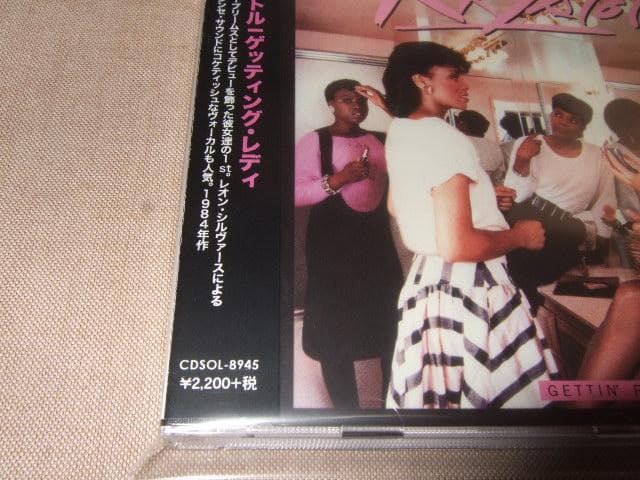 トル|ゲッティング・レディ
・プリームスとしてデビューを飾った彼女達の1st。レオン・シルヴァースによる
ンセ・サウンドにコケティッシュなヴォーカルも人気。1984年作
CDSOL-8945
¥2,200+税
GETTIN'